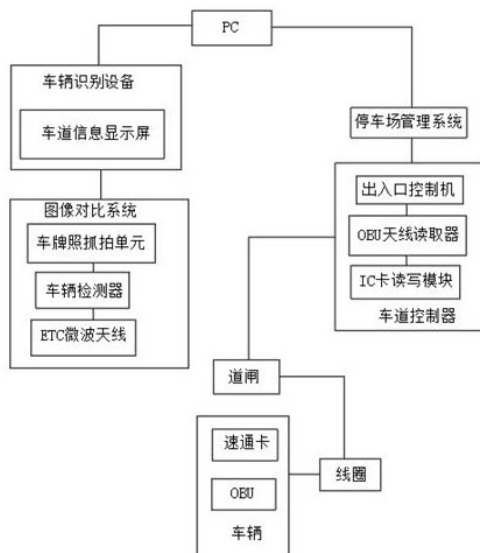 PC
车辆识别设备
车道信息显示屏
图像对比系统
车牌照抓拍单元
车辆检测器
ETC微波天线
停车场管理系统
出入口控制机
OBU天线读取器
IC卡读写模块
车道控制器
道闸
速通卡
OBU
车辆
线圈